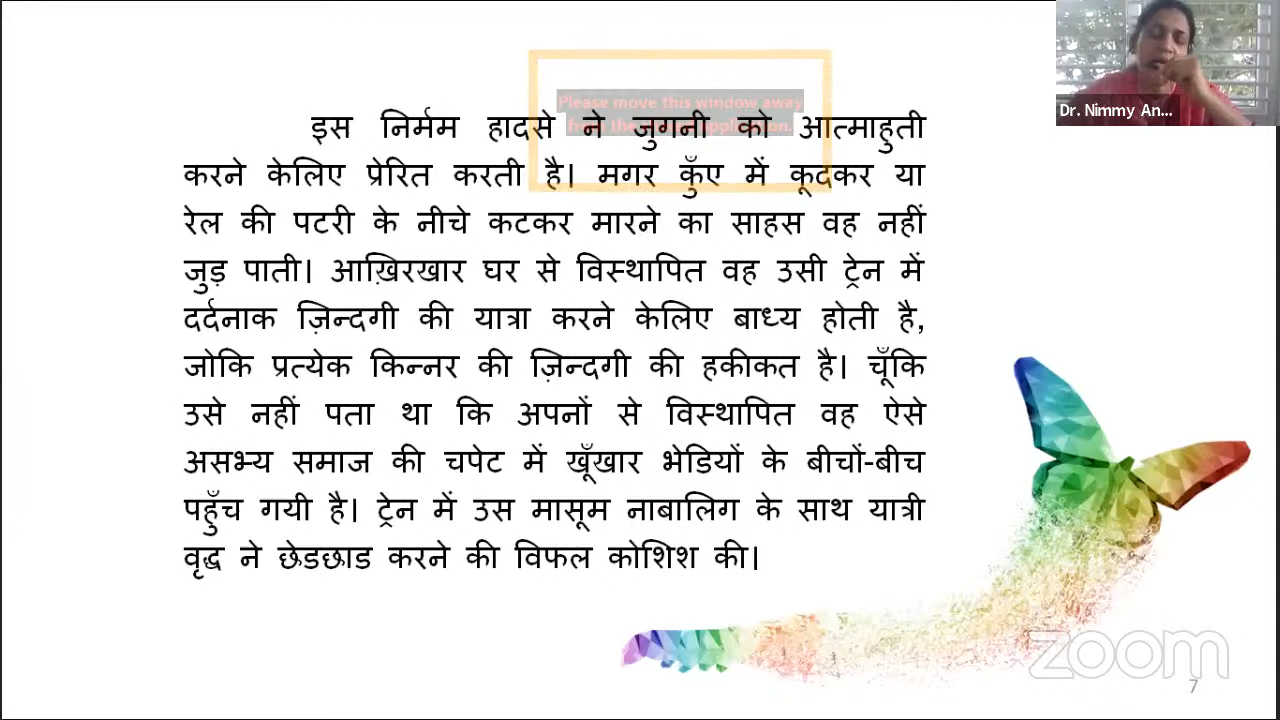 Please move this window away
from the
इस निर्मम हादसे ने जुगनी को आत्माहुती
करने केलिए प्रेरित करती है। मगर कुँए में कूदकर या
रेल की पटरी के नीचे कटकर मारने का साहस वह नहीं
जुड़ पाती। आख़िरखार घर से विस्थापित वह उसी ट्रेन में
दर्दनाक ज़िन्दगी की यात्रा करने केलिए बाध्य होती है,
जोकि प्रत्येक किन्नर की ज़िन्दगी की हकीकत है। चूँकि
उसे नहीं पता था कि अपनों से विस्थापित वह ऐसे
असभ्य समाज की चपेट में खूँखार भेडियों के बीचों-बीच
पहुँच गयी है। ट्रेन में उस मासूम नाबालिग के साथ यात्री
वृद्ध ने छेडछाड करने की विफल कोशिश की।
Dr. Nimmy An...
zoom
7